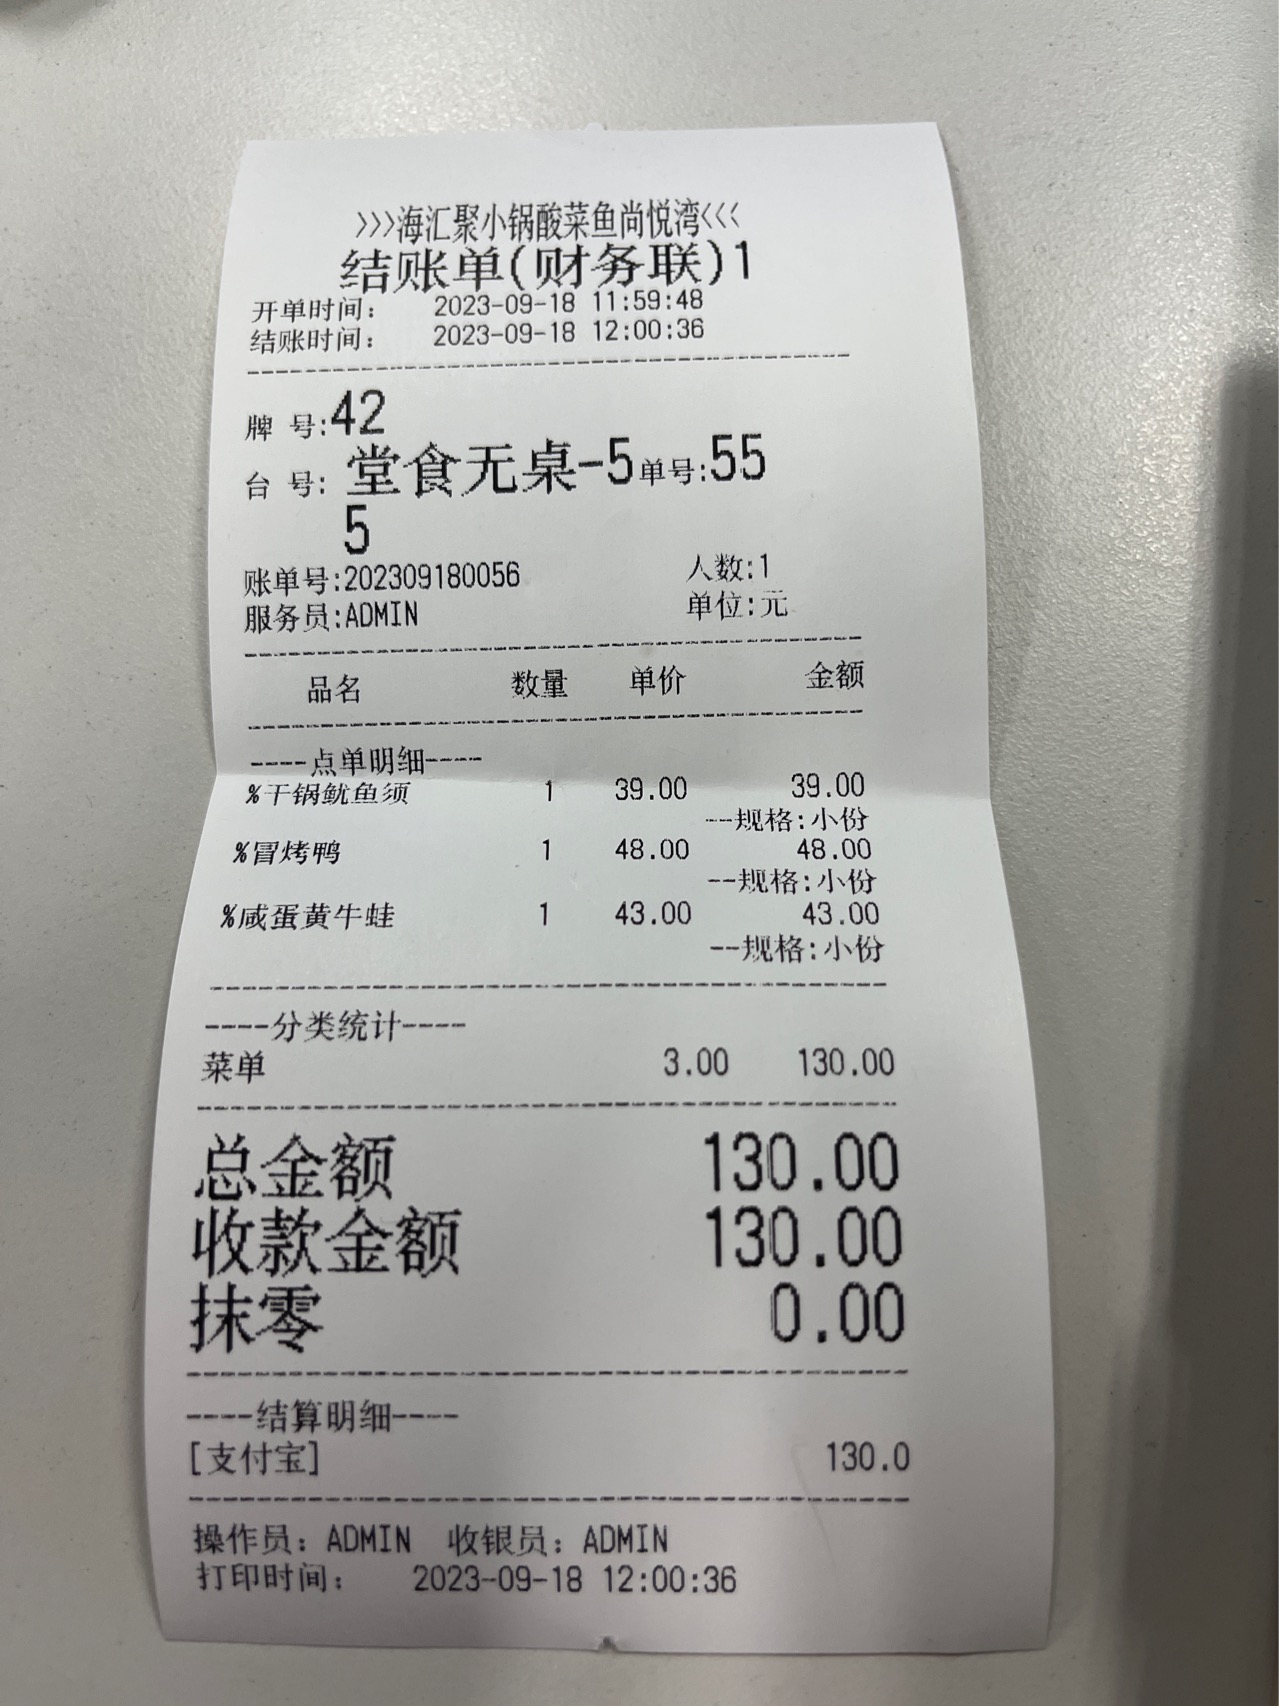 >>>海汇聚小锅酸菜鱼尚悦湾<<<
结账单(财务联)1
开单时间: 2023-09-18 11:59:48
结账时间: 2023-09-18 12:00:36
牌 号:42
台 号: 堂食无桌-5单号:55
5
账单号:202309180056 人数:1
服务员:ADMIN 单位:元
品名 数量 单价 金额
----点单明细----
%干锅鱿鱼须 1 39.00 39.00
--规格:小份
%冒烤鸭 1 48.00 48.00
--规格:小份
%咸蛋黄牛蛙 1 43.00 43.00
--规格:小份
----分类统计----
菜单 3.00 130.00
总金额 130.00
收款金额 130.00
抹零 0.00
----结算明细----
[支付宝] 130.0
操作员: ADMIN 收银员: ADMIN
打印时间: 2023-09-18 12:00:36